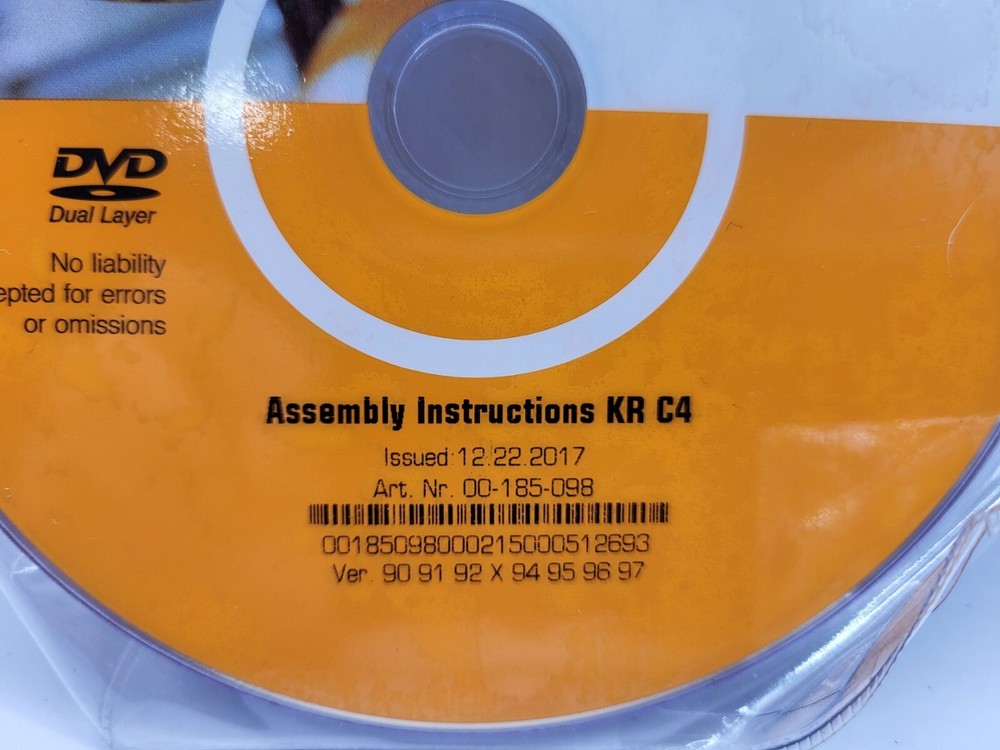 DVD
Dual Layer
No liability
epted for errors
or omissions
Assembly Instructions KR C4
Issued:12.22.2017
Art. Nr. 00-185-098
00185098000215000512693
Ver. 90 91 92 X 94 95 96 97